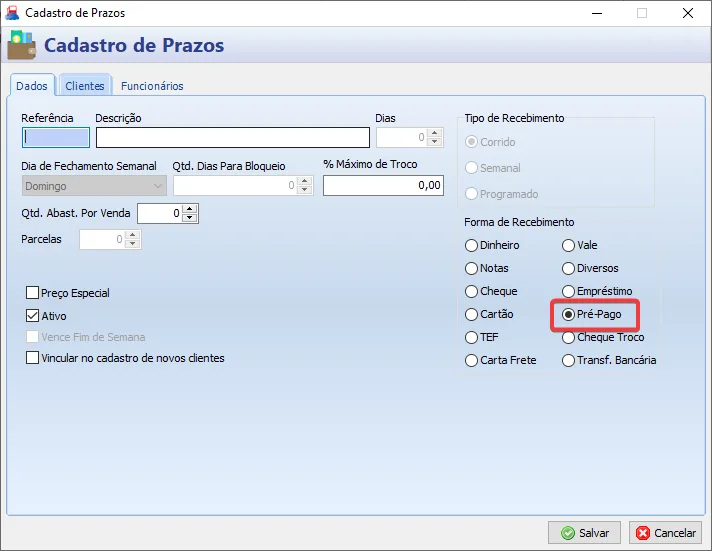 Cadastro de Prazos
Cadastro de Prazos
Dados Clientes Funcionários
Referência Descrição Dias
0
Dia de Fechamento Semanal Qtd. Dias Para Bloqueio % Máximo de Troco
Domingo 0 0,00
Qtd. Abast. Por Venda 0
Parcelas 0
Preço Especial
Ativo
Vence Fim de Semana
Vincular no cadastro de novos clientes
Tipo de Recebimento
Corrido
Semanal
Programado
Forma de Recebimento
Dinheiro Vale
Notas Diversos
Cheque Empréstimo
Cartão Pré-Pago
TEF Cheque Troco
Carta Frete Transf. Bancária
Salvar Cancelar